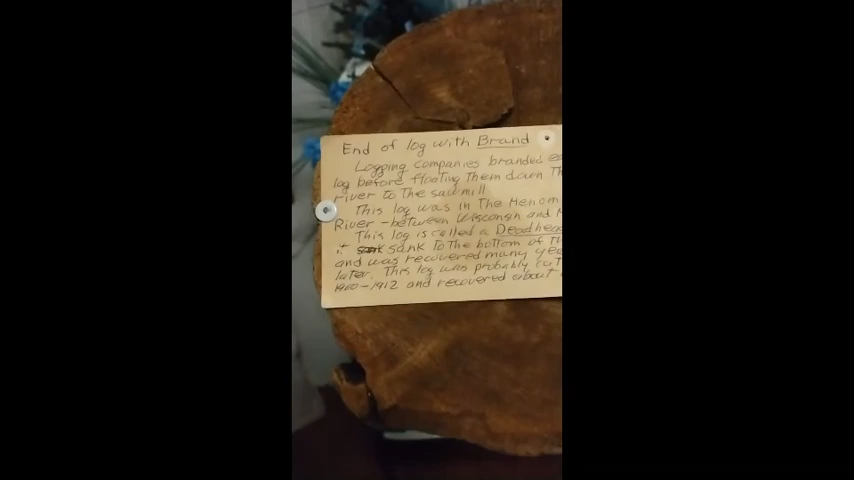 End of log with Brand
Logging companies branded
log before floating them down
river to the sawmill
This log was in the Menom
River - between Wisconsin and
This log is called a Deadhead
it sank to the bottom of
and was recovered many
later. This log was probably cut
1900-1912 and recovered about